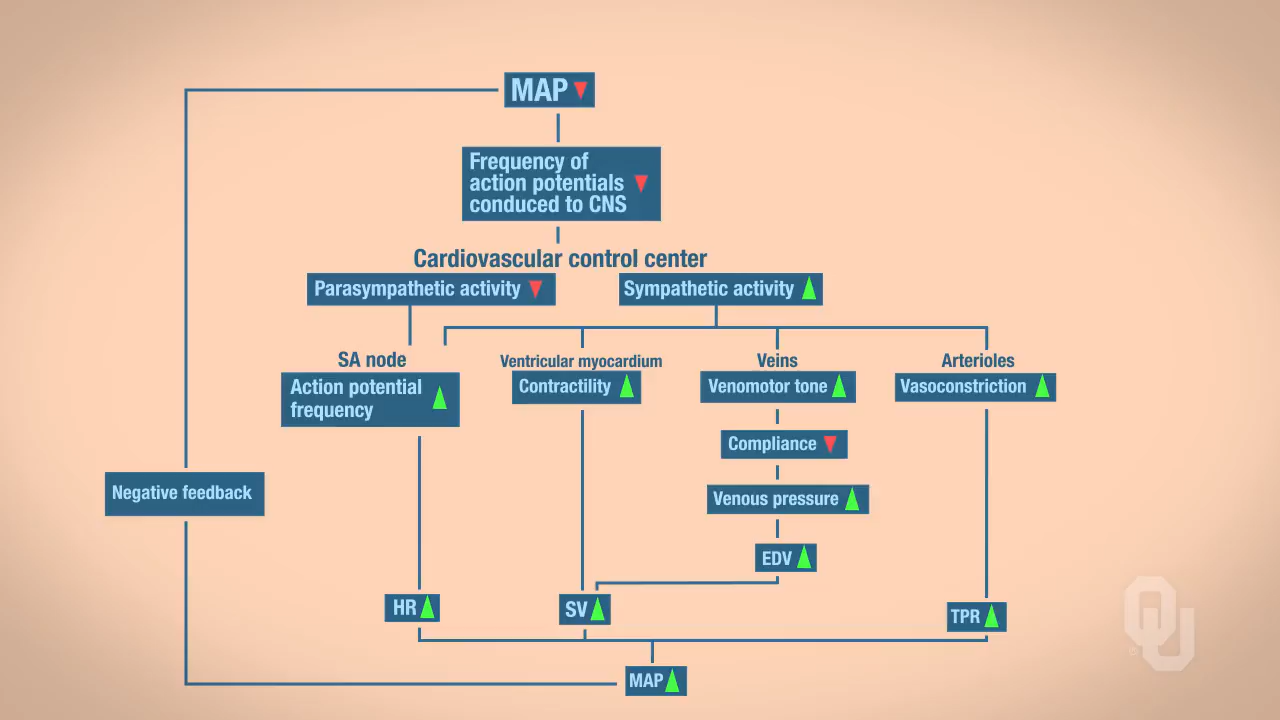 MAP
Frequency of
action potentials
conduced to CNS
Cardiovascular control center
Parasympathetic activity
Sympathetic activity
SA node
Ventricular myocardium
Veins
Arterioles
Action potential
frequency
Contractility
Venomotor tone
Vasoconstriction
Compliance
Negative feedback
Venous pressure
EDV
HR
SV
TPR
MAP
OU